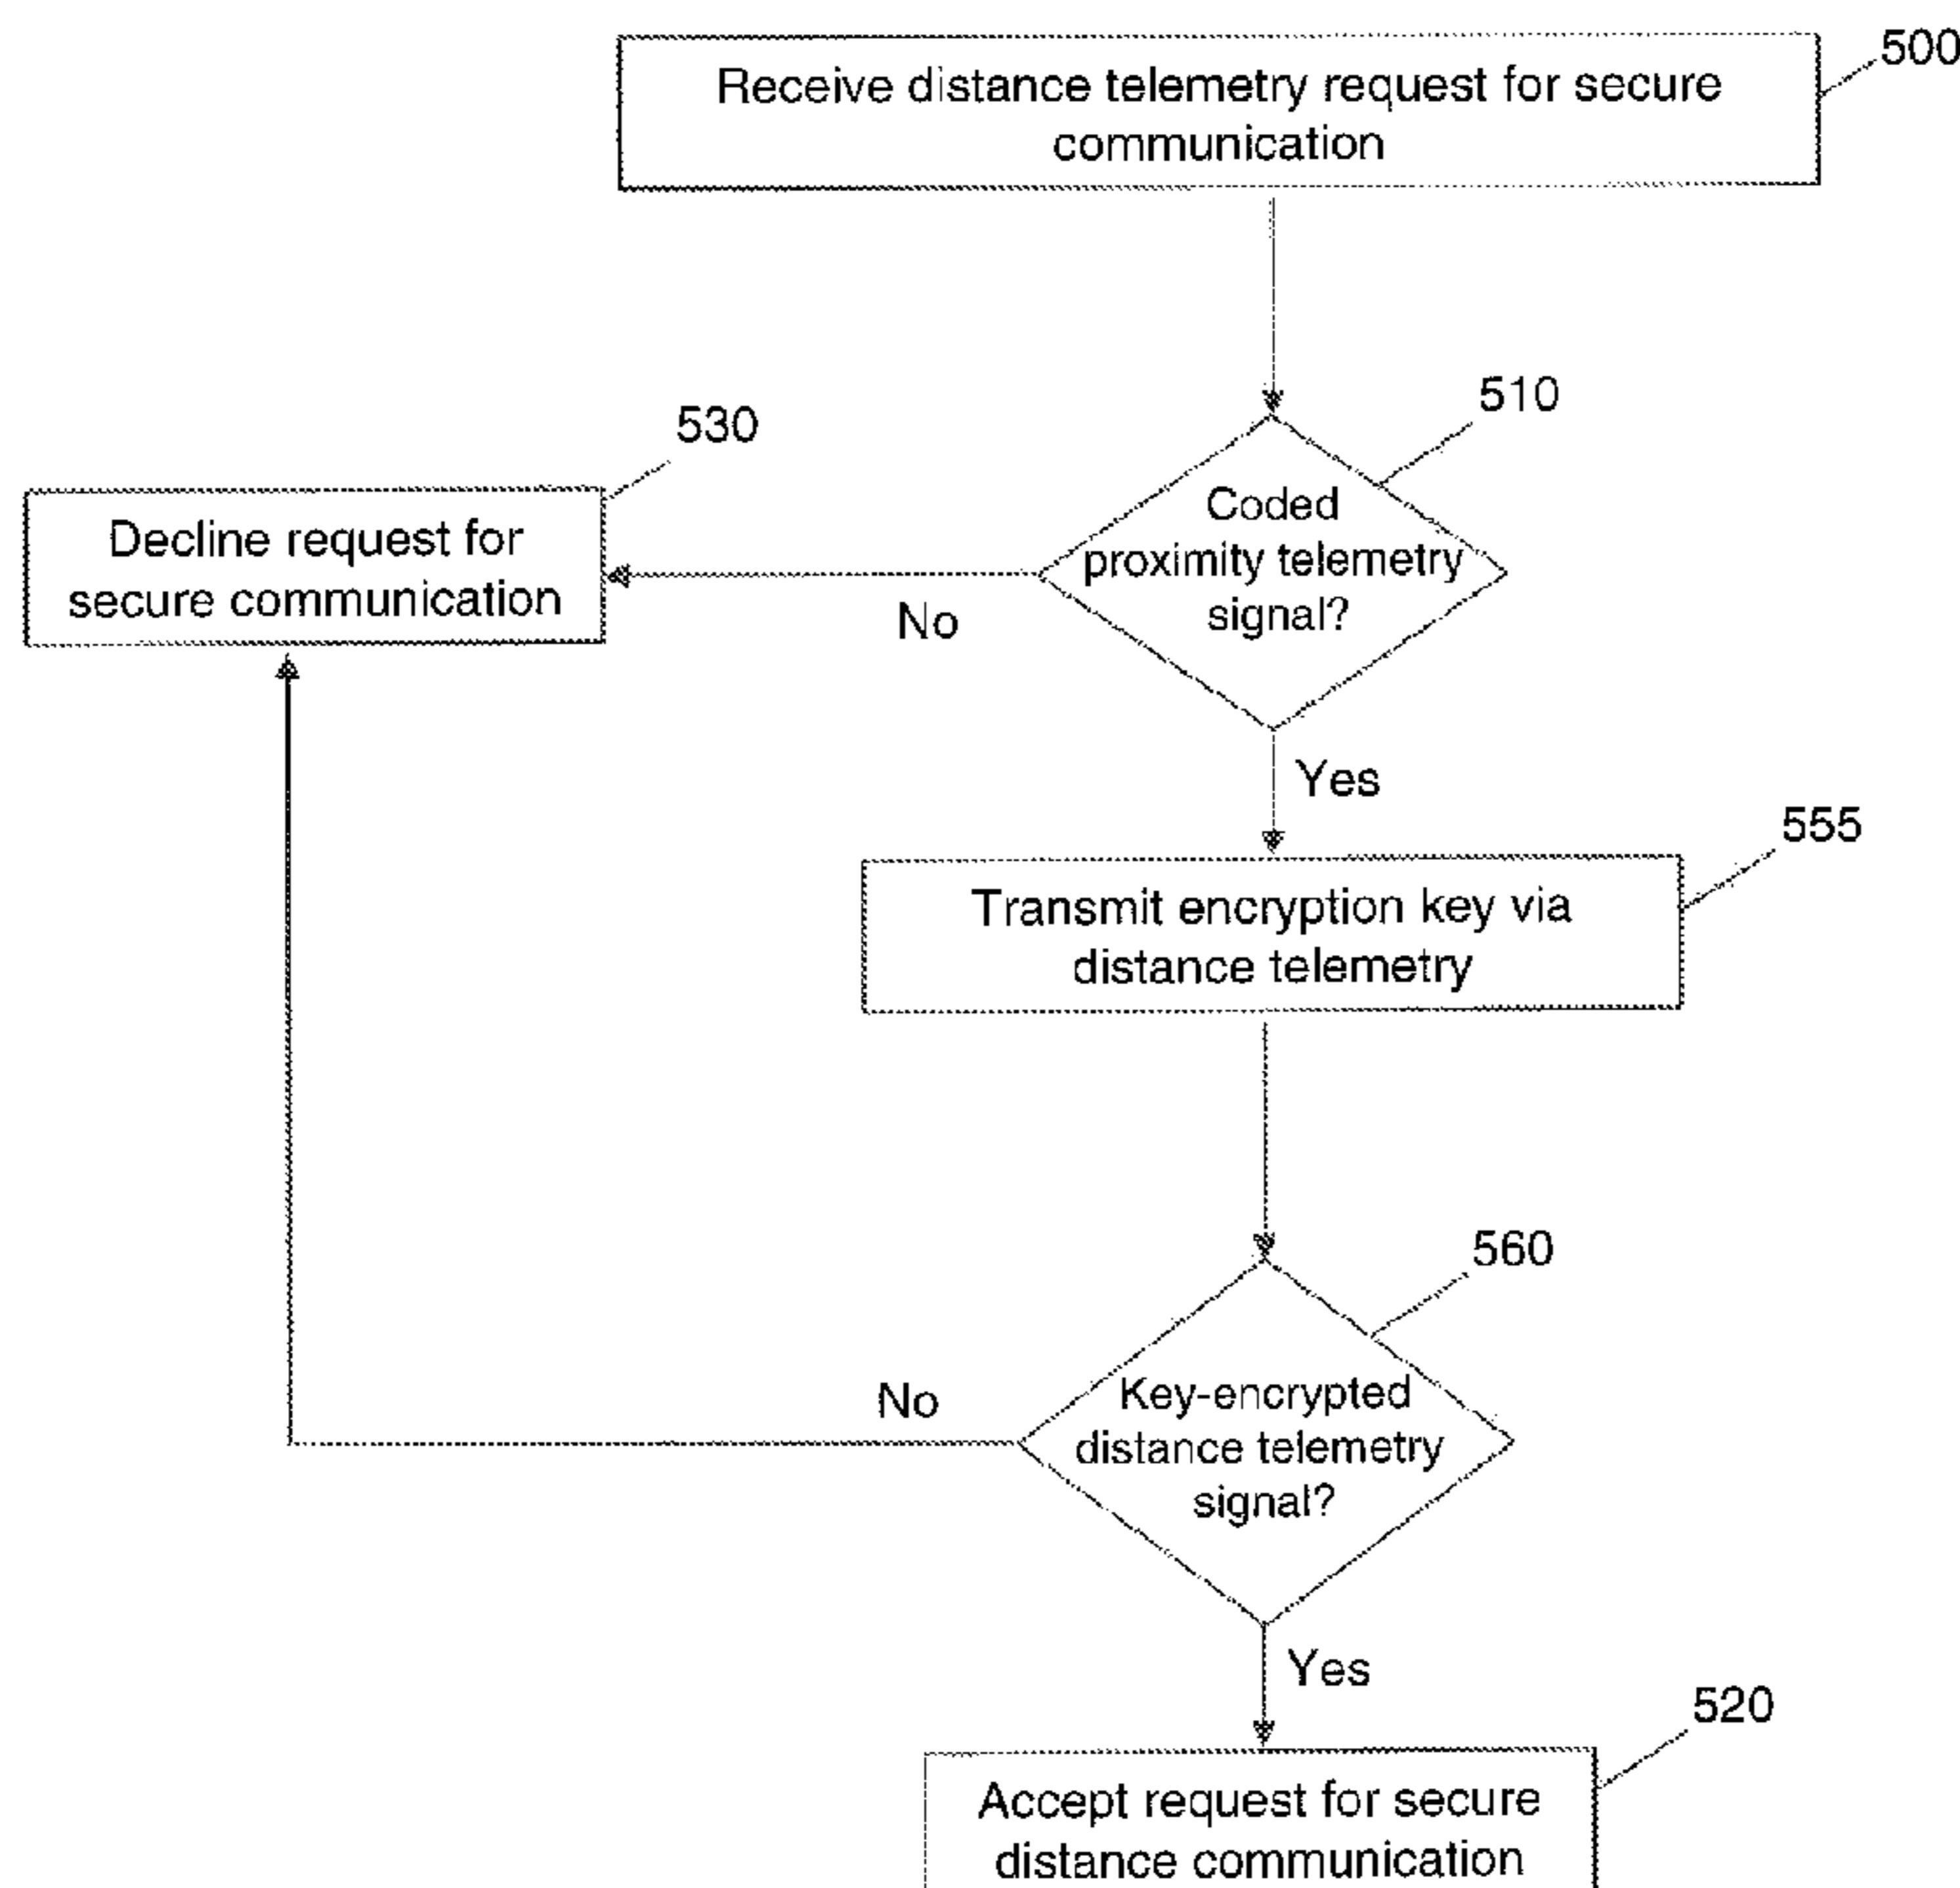 500
Receive distance telemetry request for secure
communication
510
530
Coded
proximity telemetry
signal?
Decline request for
secure communication
No
Yes
555
Transmit encryption key via
distance telemetry
560
Key-encrypted
distance telemetry
signal?
No
Yes
520
Accept request for secure
distance communication